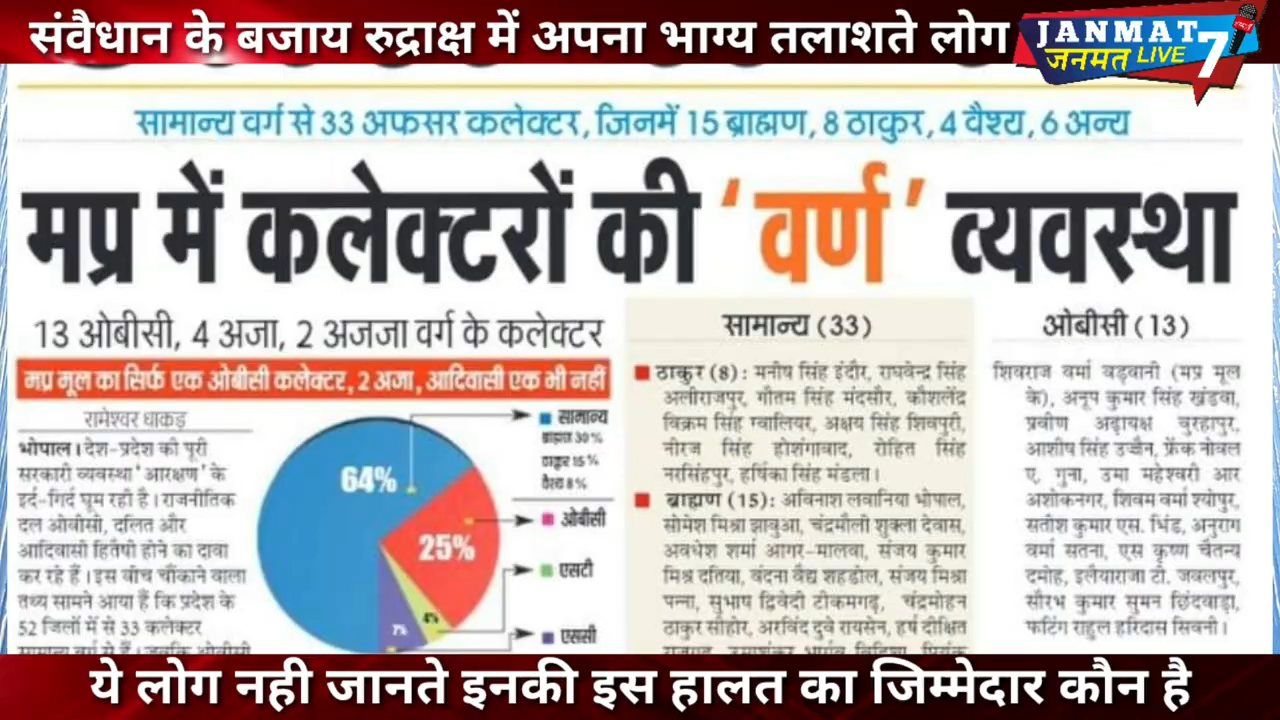 संवैधान के बजाय रुद्राक्ष में अपना भाग्य तलाशते लोग
JANMAT
जनमत LIVE 7
सामान्य वर्ग से 33 अफसर कलेक्टर, जिनमें 15 ब्राह्मण, 8 ठाकुर, 4 वैश्य, 6 अन्य
मप्र में कलेक्टरों की ‘वर्ण’ व्यवस्था
13 ओबीसी, 4 अजा, 2 अजजा वर्ग के कलेक्टर
मप्र मूल का सिर्फ एक ओबीसी कलेक्टर, 2 अजा, आदिवासी एक भी नहीं
रामेश्वर धाकड़
भोपाल। देश-प्रदेश की पूरी
सरकारी व्यवस्था ‘आरक्षण’ के
इर्द-गिर्द घूम रही है। राजनीतिक
दल ओबीसी, दलित और
आदिवासी हितैषी होने का दावा
कर रहे हैं। इस बीच चौंकाने वाला
तथ्य सामने आया है कि प्रदेश के
52 जिलों में से 33 कलेक्टर
64%
25%
4%
7%
सामान्य
ब्राह्मण 30%
ठाकुर 15%
वैश्य 8%
ओबीसी
एसटी
एससी
सामान्य (33)
ठाकुर (8): मनीष सिंह इंदौर, राघवेन्द्र सिंह
अलीराजपुर, गौतम सिंह मंदसौर, कौशलेंद्र
विक्रम सिंह ग्वालियर, अक्षय सिंह शिवपुरी,
नीरज सिंह होशंगाबाद, रोहित सिंह
नरसिंहपुर, हर्षिका सिंह मंडला।
ब्राह्मण (15): अविनाश लवानिया भोपाल,
सोमेश मिश्रा झाबुआ, चंद्रमौली शुक्ला देवास,
अवधेश शर्मा आगर-मालवा, संजय कुमार
मिश्र दतिया, वंदना वैद्य शहडोल, संजय मिश्रा
पन्ना, सुभाष द्विवेदी टीकमगढ़, चंद्रमोहन
ठाकुर सीहोर, अरविंद दुबे रायसेन, हर्ष दीक्षित
ओबीसी (13)
शिवराज वर्मा बड़वानी (मप्र मूल
के), अनूप कुमार सिंह खंडवा,
प्रवीण अढ़ायक्ष बुरहापुर,
आशीष सिंह उज्जैन, फ्रेंक नोबल
ए. गुना, उमा महेश्वरी आर
अशोकनगर, शिवम वर्मा श्योपुर,
सतीश कुमार एस. भिंड, अनुराग
वर्मा सतना, एस कृष्ण चैतन्य
दमोह, इलैयाराजा टी. जबलपुर,
सौरभ कुमार सुमन छिंदवाड़ा,
फटिंग राहुल हरिदास सिवनी।
ये लोग नही जानते इनकी इस हालत का जिम्मेदार कौन है